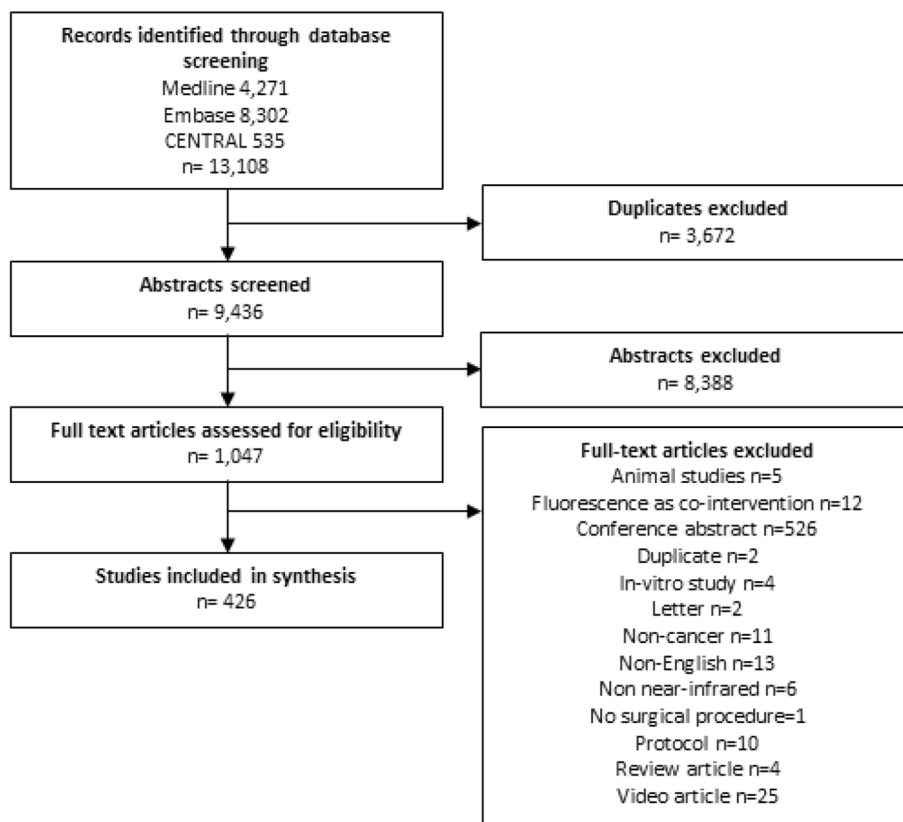 Records identified through database
screening
Medline 4,271
Embase 8,302
CENTRAL 535
n= 13,108
Duplicates excluded
n= 3,672
Abstracts screened
n= 9,436
Abstracts excluded
n= 8,388
Full text articles assessed for eligibility
n= 1,047
Full-text articles excluded
Animal studies n=5
Fluorescence as co-intervention n=12
Conference abstract n=526
Duplicate n=2
In-vitro study n=4
Letter n=2
Non-cancer n=11
Non-English n=13
Non near-infrared n=6
No surgical procedure=1
Protocol n=10
Review article n=4
Video article n=25
Studies included in synthesis
n= 426